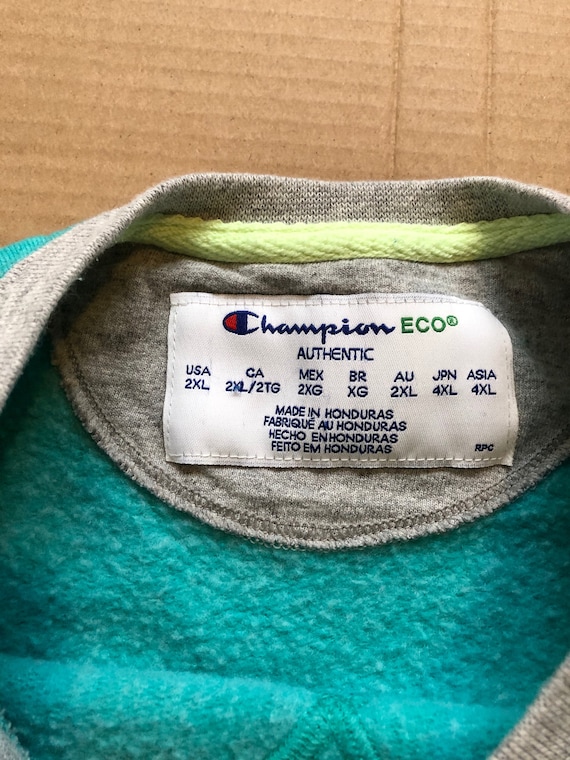 Champion ECO®
AUTHENTIC
USA CA MEX BR AU JPN ASIA
2XL 2XL/2TG 2XG XG 2XL 4XL 4XL
MADE IN HONDURAS
FABRIQUÉ AU HONDURAS
HECHO EN HONDURAS
FEITO EM HONDURAS
RPC